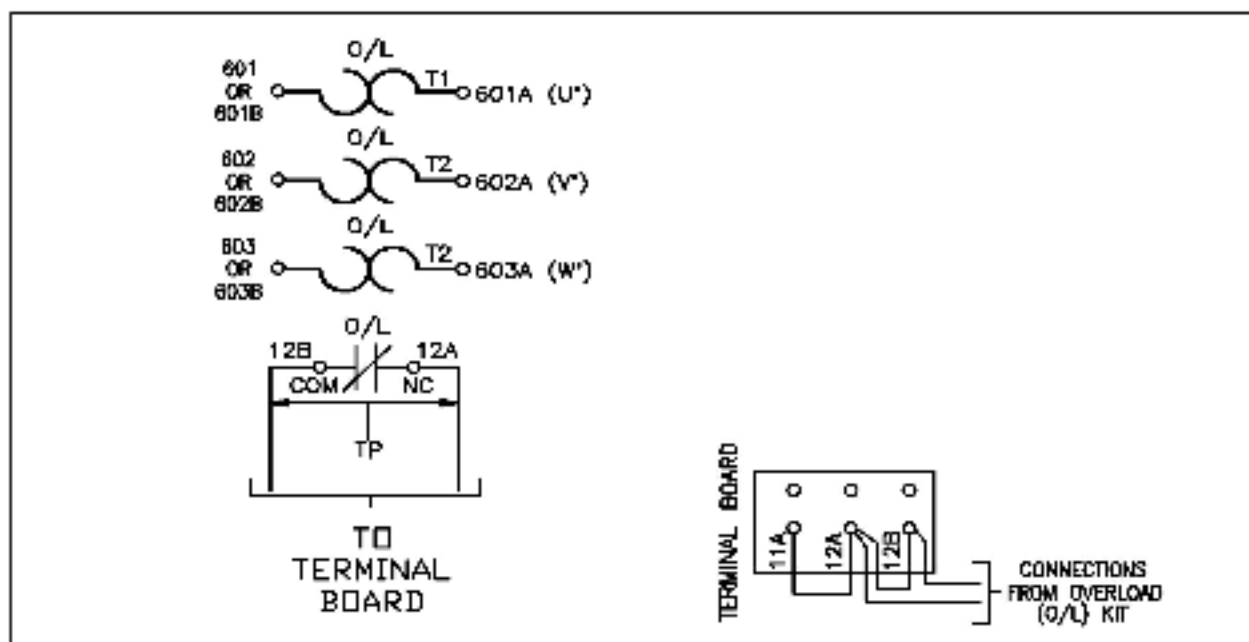 O/L
601
OR
601B
T1
601A (U")
O/L
602
OR
602B
T2
602A (V")
O/L
603
OR
603B
T2
603A (W")
O/L
12B
12A
COM
NC
TP
TO
TERMINAL
BOARD
TERMINAL BOARD
11A
12A
12B
CONNECTIONS
FROM OVERLOAD
(O/L) KIT